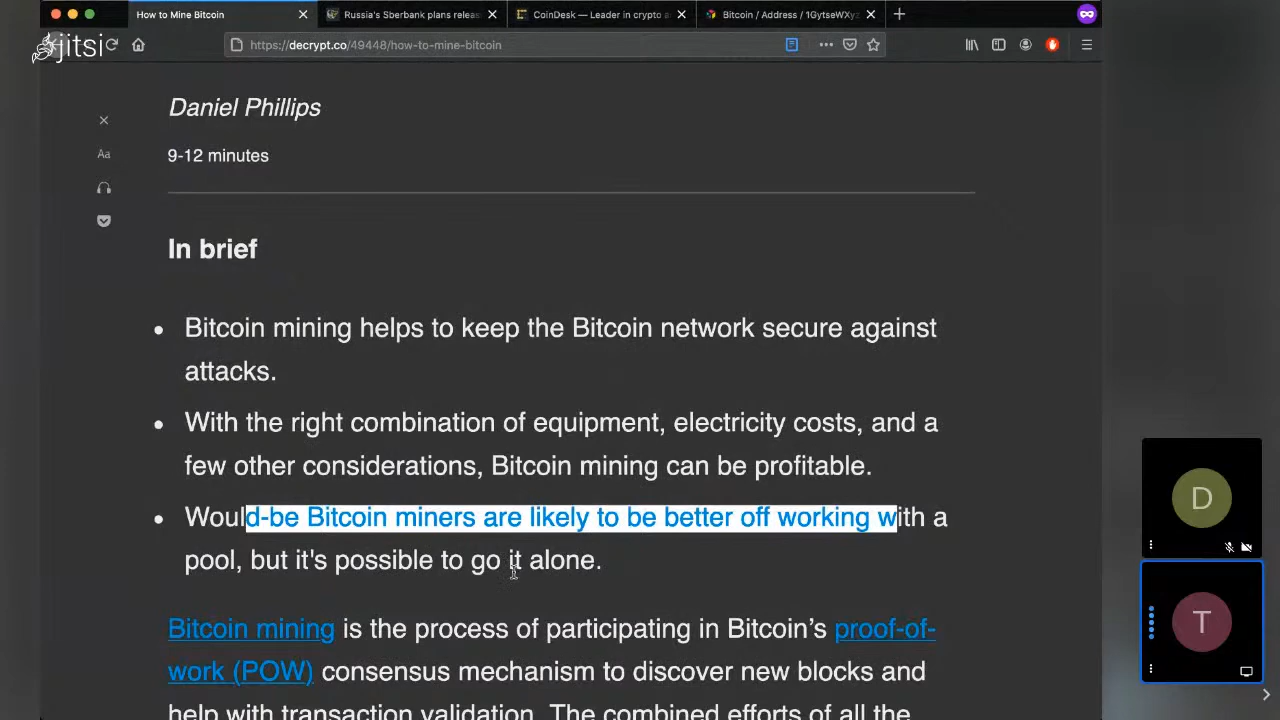 How to Mine Bitcoin
Russia's Sberbank plans releas
CoinDesk — Leader in crypto a
Bitcoin / Address / 1GytseWXyz
jitsi
https://decrypt.co/49448/how-to-mine-bitcoin
Daniel Phillips
Aa
9-12 minutes
In brief
• Bitcoin mining helps to keep the Bitcoin network secure against
attacks.
• With the right combination of equipment, electricity costs, and a
few other considerations, Bitcoin mining can be profitable.
• Would-be Bitcoin miners are likely to be better off working with a
pool, but it's possible to go it alone.
D
T
Bitcoin mining is the process of participating in Bitcoin's proof-of-
work (POW) consensus mechanism to discover new blocks and
help with transaction validation. The combined efforts of all the